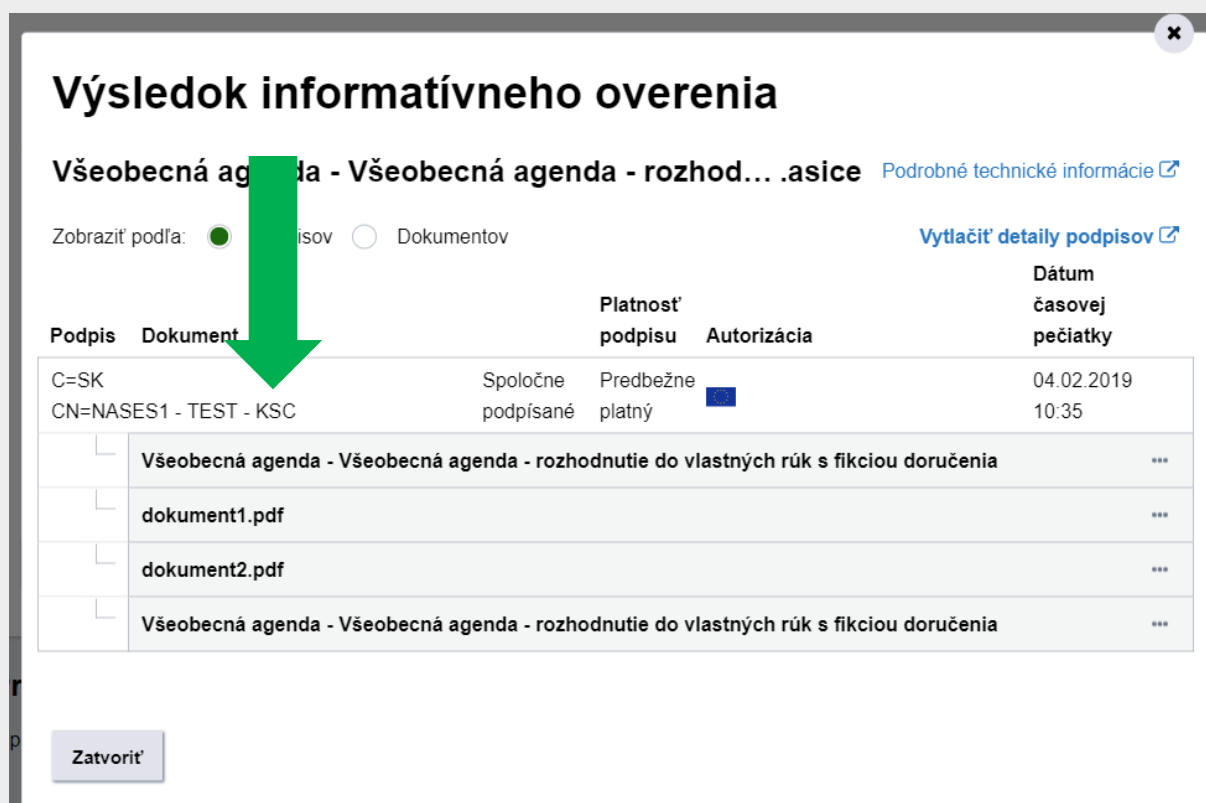 Výsledok informatívneho overenia
Všeobecná ag da - Všeobecná agenda - rozhod... .asice Podrobné technické informácie
Zobraziť podľa: isov Dokumentov Vytlačiť detaily podpisov
Podpis Dokument Platnosť podpisu Autorizácia Dátum časovej pečiatky
C=SK Spoločne Predbežne 04.02.2019
CN=NASES1 - TEST - KSC podpísané platný 10:35
Všeobecná agenda - Všeobecná agenda - rozhodnutie do vlastných rúk s fikciou doručenia
dokument1.pdf
dokument2.pdf
Všeobecná agenda - Všeobecná agenda - rozhodnutie do vlastných rúk s fikciou doručenia
Zatvoriť